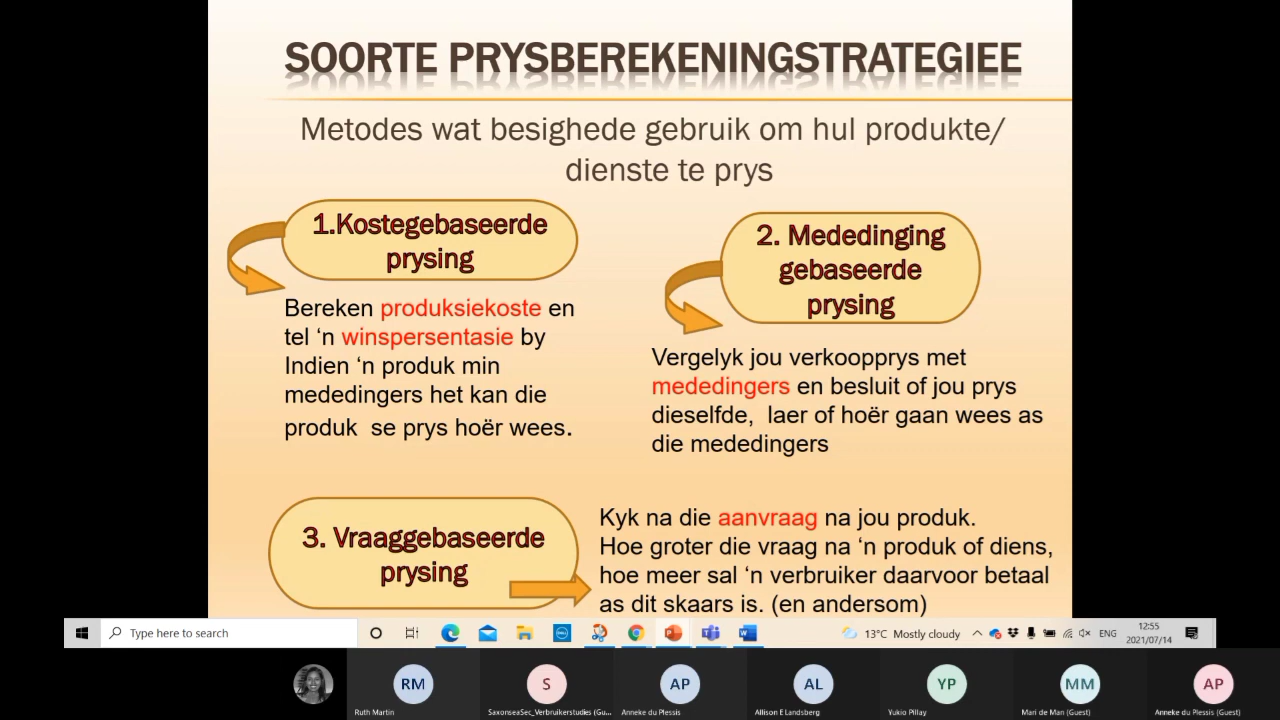 SOORTE PRYSBEREKENINGSTRATEGIEE
Metodes wat besighede gebruik om hul produkte/
dienste te prys
1.Kostegebaseerde
prysing
Bereken produksiekoste en
tel ‘n winspersentasie by
Indien ‘n produk min
mededingers het kan die
produk se prys hoër wees.
2. Mededinging
gebaseerde
prysing
Vergelyk jou verkoopprys met
mededingers en besluit of jou prys
dieselfde, laer of hoër gaan wees as
die mededingers
3. Vraaggebaseerde
prysing
Kyk na die aanvraag na jou produk.
Hoe groter die vraag na ‘n produk of diens,
hoe meer sal ‘n verbruiker daarvoor betaal
as dit skaars is. (en andersom)
Type here to search
13°C Mostly cloudy
ENG
12:55
2021/07/14
RM
Ruth Martin
S
SaxonseaSec_Verbruikerstudies (Gu...
AP
Anneke du Plessis
AL
Allison E Landsberg
YP
Yukio Pillay
MM
Mari de Man (Guest)
AP
Anneke du Plessis (Guest)